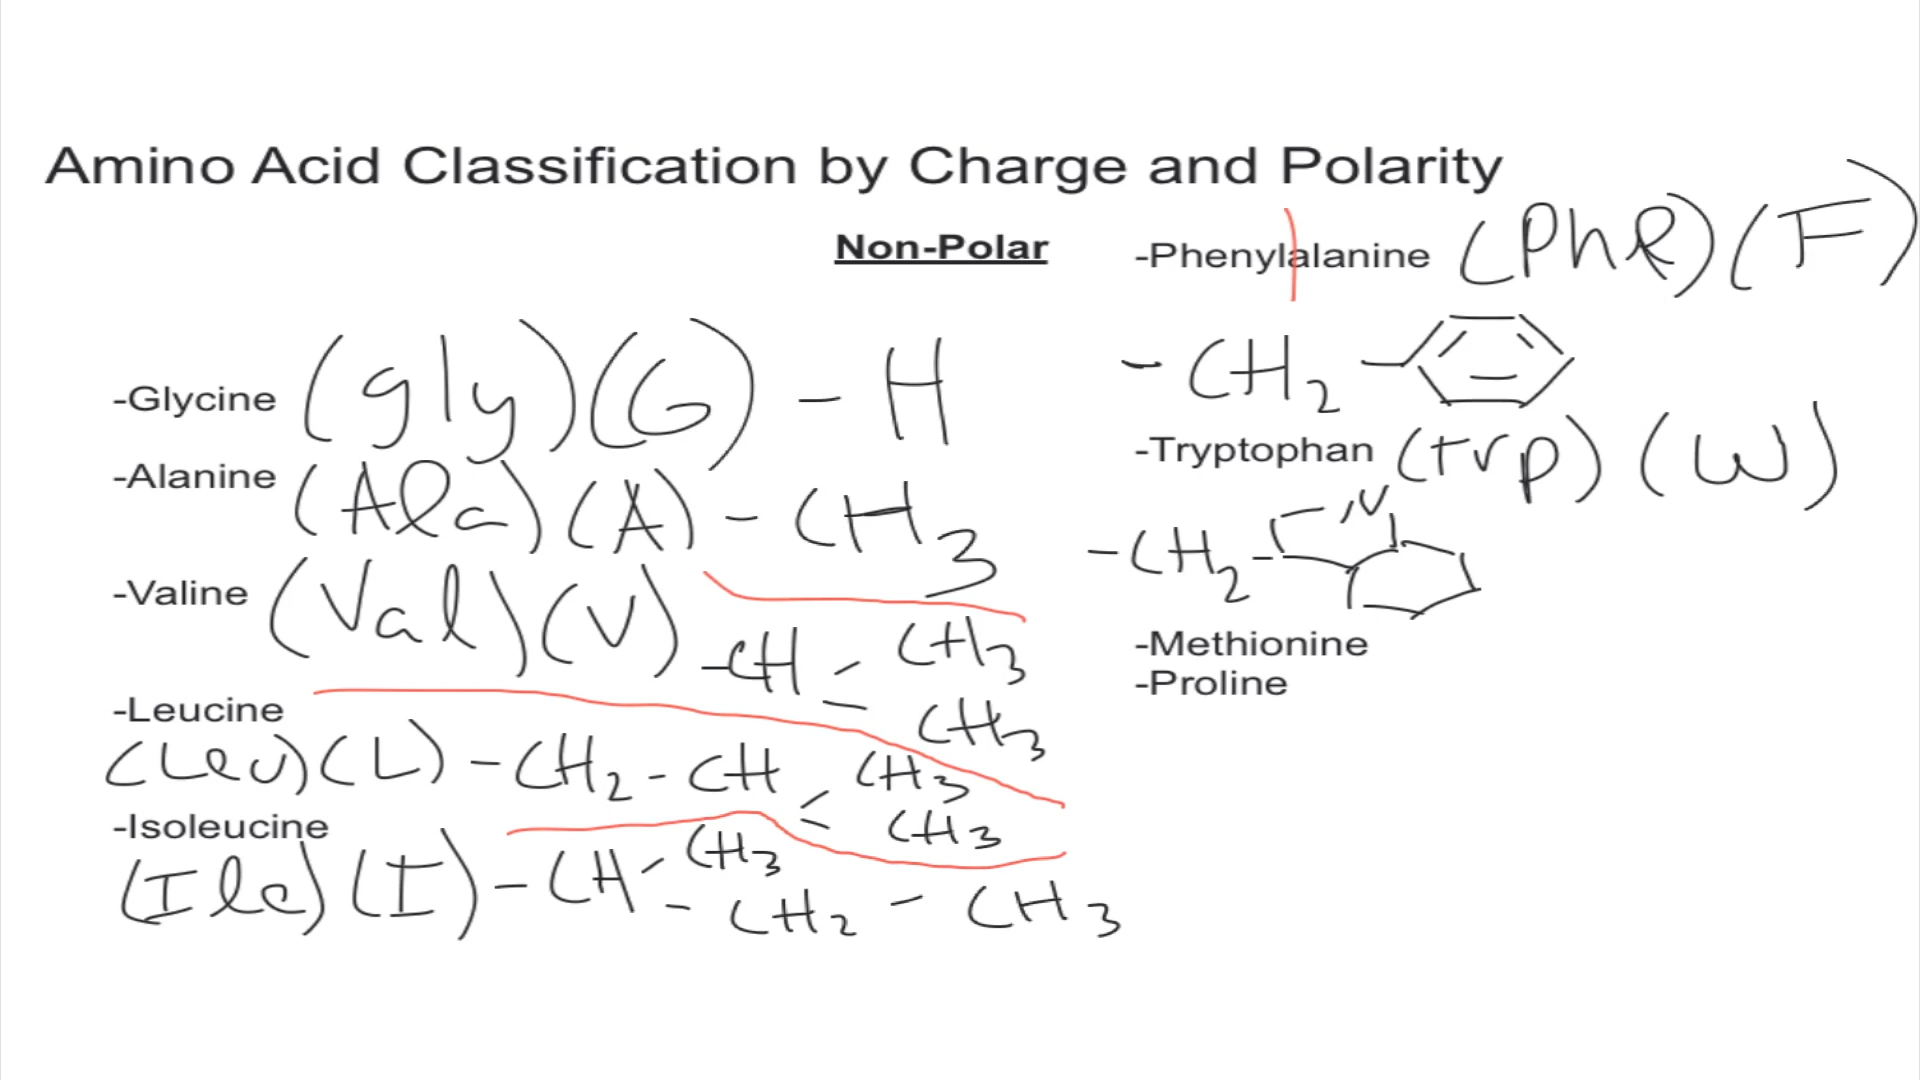 Amino Acid Classification by Charge and Polarity
Non-Polar
-Glycine (gly) (G) - H
-Alanine (Ala) (A) - CH3
-Valine (Val) (V) -CH - CH3
- CH3
-Leucine
(Leu) (L) - CH2 - CH - CH3
- CH3
-Isoleucine
(Ile) (I) - CH - CH3
- CH2 - CH3
-Phenylalanine (Phe) (F)
- CH2 -
-Tryptophan (trp) (W)
-CH2 - N
-Methionine
-Proline